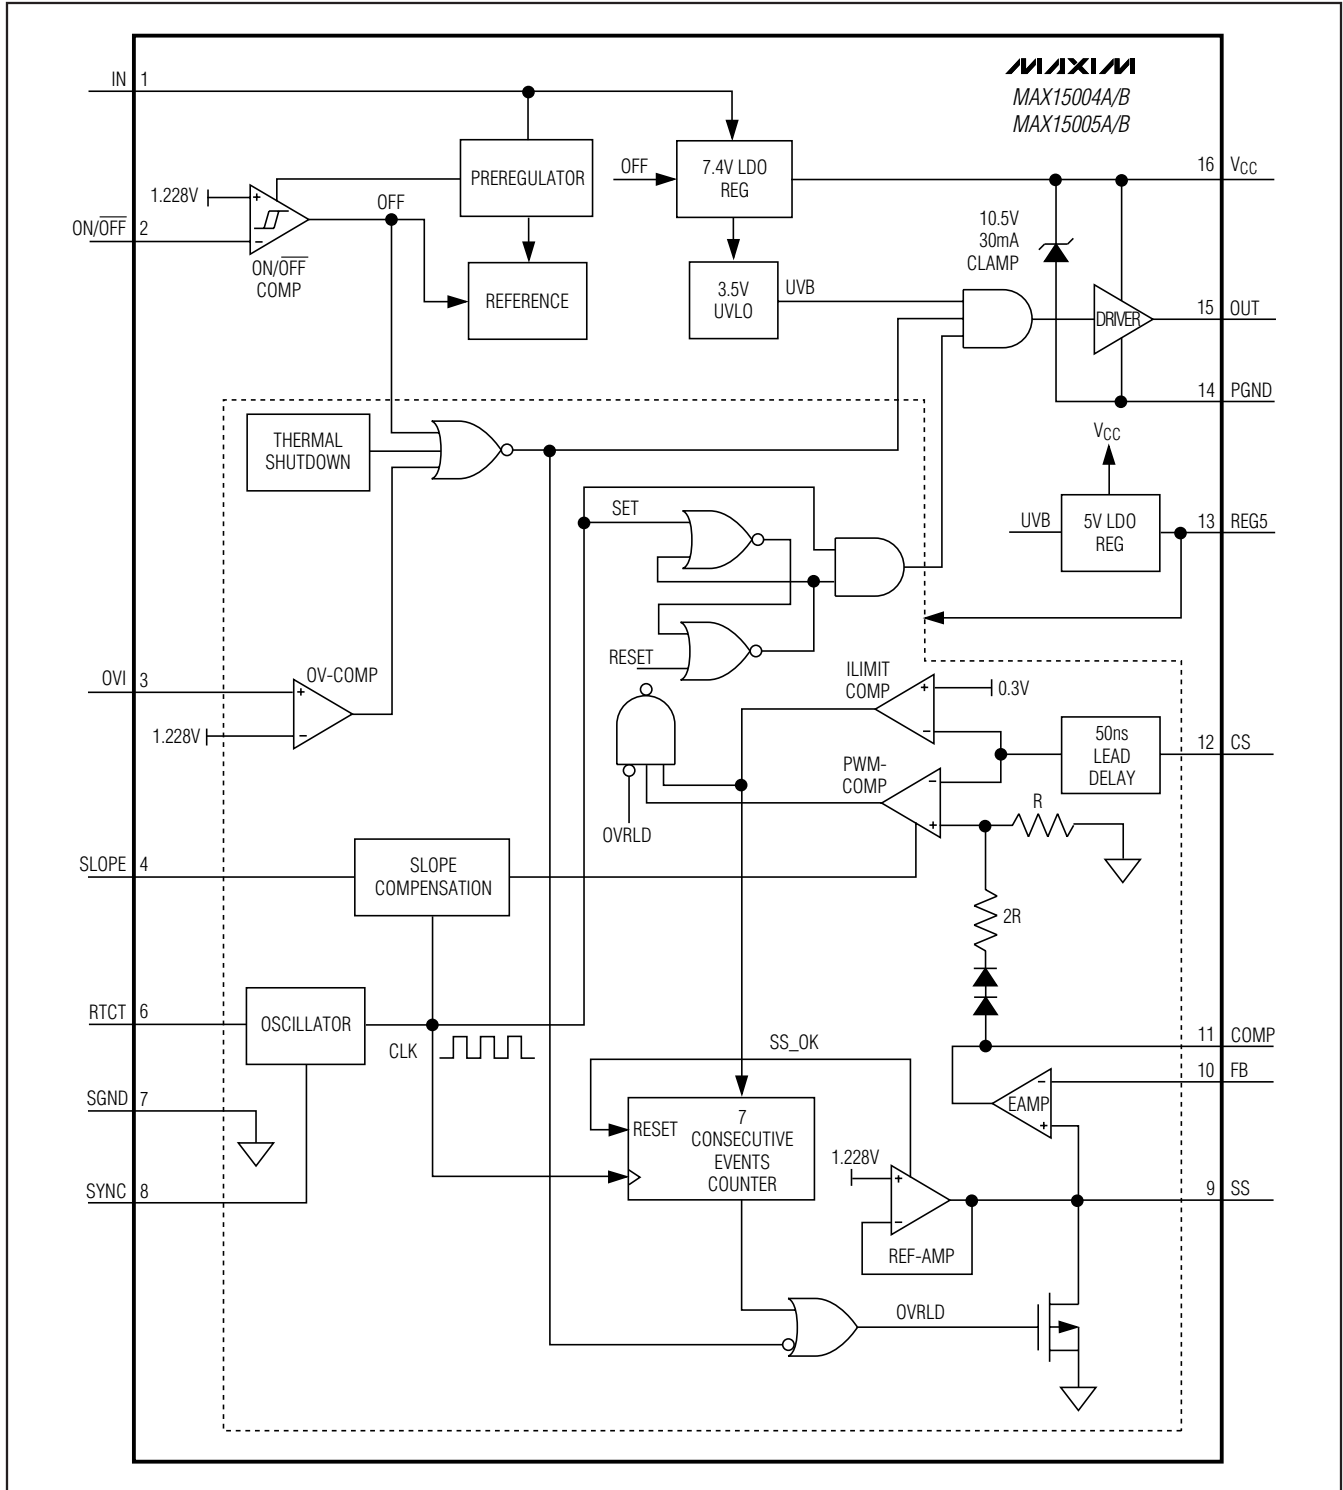 MAXIM
MAX15004A/B
MAX15005A/B
IN 1
PREREGULATOR
OFF
7.4V LDO
REG
16 VCC
1.228V
+
-
ON/OFF 2
ON/OFF
COMP
OFF
REFERENCE
3.5V
UVLO
UVB
10.5V
30mA
CLAMP
DRIVER
15 OUT
14 PGND
THERMAL
SHUTDOWN
VCC
UVB
5V LDO
REG
13 REG5
SET
RESET
OVI 3
OV-COMP
+
-
1.228V
ILIMIT
COMP
+
-
0.3V
50ns
LEAD
DELAY
12 CS
PWM-
COMP
-
+
R
OVRLD
SLOPE 4
SLOPE
COMPENSATION
2R
RTCT 6
OSCILLATOR
CLK
SS_OK
11 COMP
10 FB
EAMP
-
+
SGND 7
RESET
7
CONSECUTIVE
EVENTS
COUNTER
1.228V
+
-
REF-AMP
SYNC 8
9 SS
OVRLD